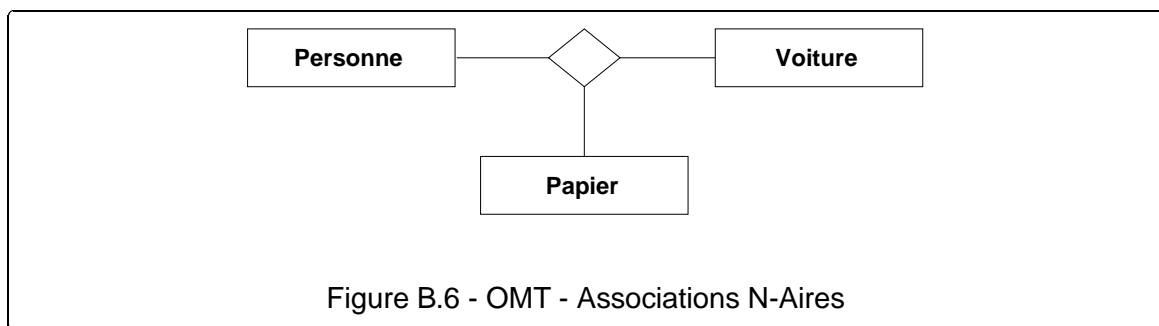 Personne
Voiture
Papier
Figure B.6 - OMT - Associations N-Aires